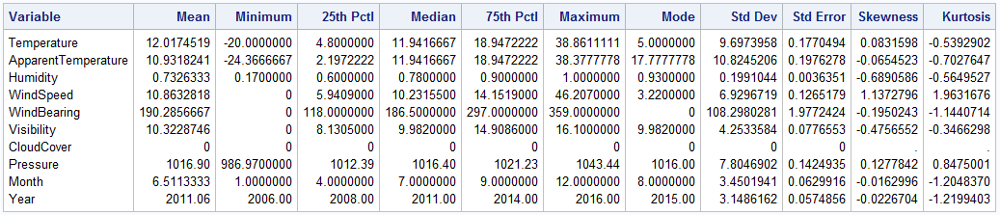 Variable Mean Minimum 25th Pctl Median 75th Pctl Maximum Mode Std Dev Std Error Skewness Kurtosis
Temperature 12.0174519 -20.0000000 4.8000000 11.9416667 18.9472222 38.8611111 5.0000000 9.6973958 0.1770494 0.0831598 -0.5392902
ApparentTemperature 10.9318241 -24.3666667 2.1972222 11.9416667 18.9472222 38.3777778 17.7777778 10.8245206 0.1976278 -0.0654523 -0.7027647
Humidity 0.7326333 0.1700000 0.6000000 0.7800000 0.9000000 1.0000000 0.9300000 0.1991044 0.0036351 -0.6890586 -0.5649527
WindSpeed 10.8632818 0 5.9409000 10.2315500 14.1519000 46.2070000 3.2200000 6.9296719 0.1265179 1.1372796 1.9631676
WindBearing 190.2856667 0 118.0000000 186.5000000 297.0000000 359.0000000 0 108.2980281 1.9772424 -0.1950243 -1.1440714
Visibility 10.3228746 0 8.1305000 9.9820000 14.9086000 16.1000000 9.9820000 4.2533584 0.0776553 -0.4756552 -0.3466298
CloudCover 0 0 0 0 0 0 0 0 0 . .
Pressure 1016.90 986.9700000 1012.39 1016.40 1021.23 1043.44 1016.00 7.8046902 0.1424935 0.1277842 0.8475001
Month 6.5113333 1.0000000 4.0000000 7.0000000 9.0000000 12.0000000 8.0000000 3.4501941 0.0629916 -0.0162996 -1.2048370
Year 2011.06 2006.00 2008.00 2011.00 2014.00 2016.00 2015.00 3.1486162 0.0574856 -0.0226704 -1.2199403